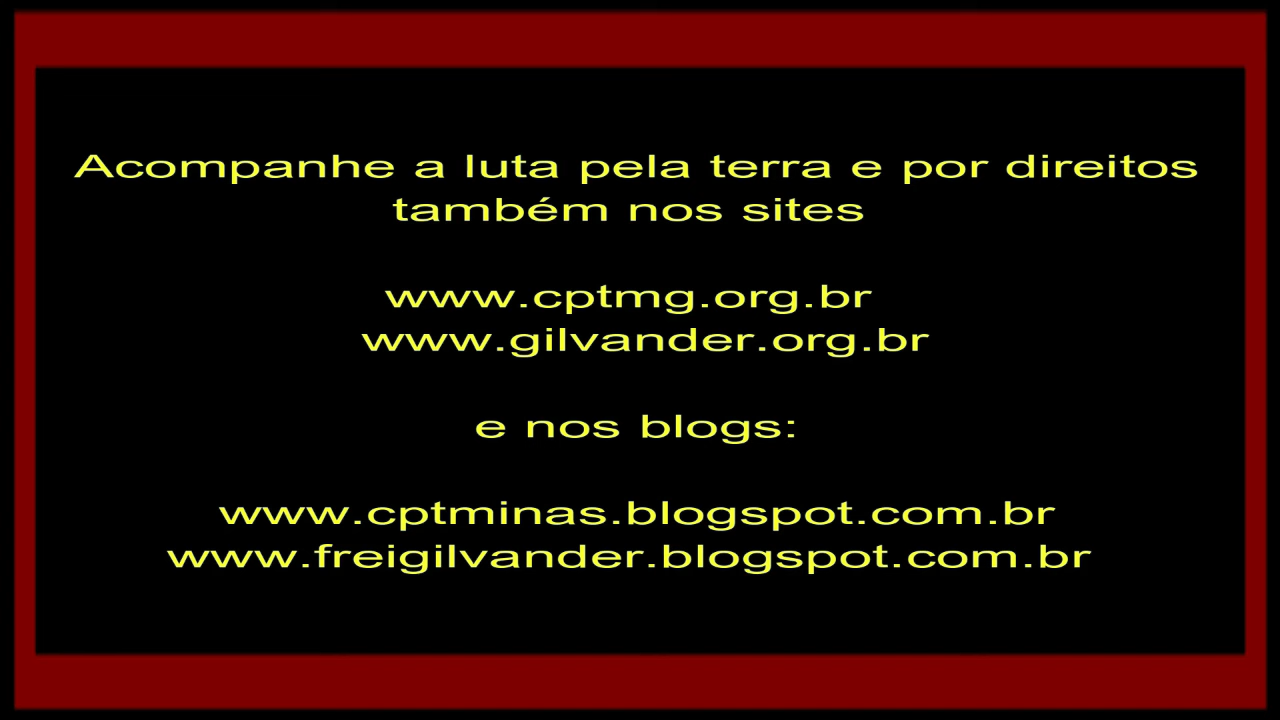 Acompanhe a luta pela terra e por direitos
também nos sites
www.cptmg.org.br
www.gilvander.org.br
e nos blogs:
www.cptminas.blogspot.com.br
www.freigilvander.blogspot.com.br